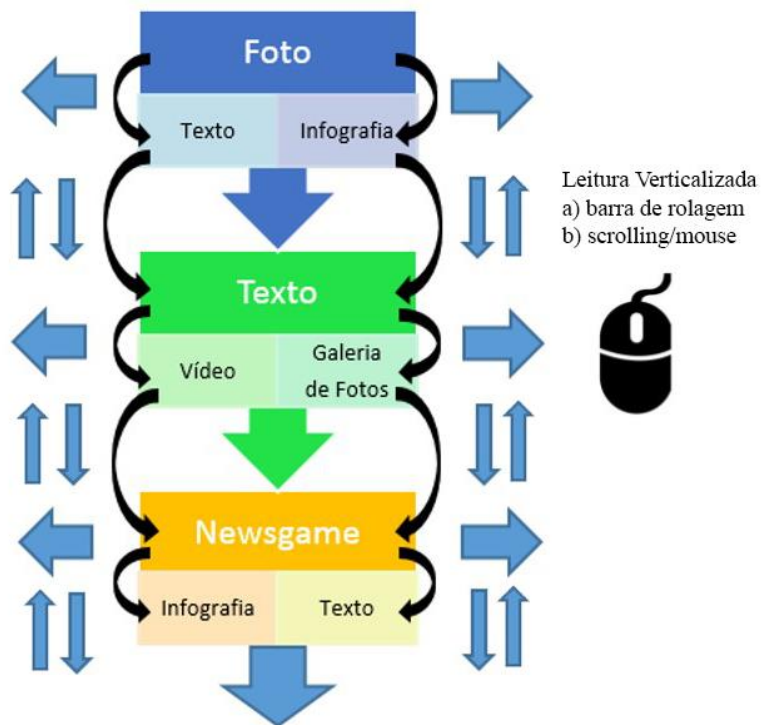 Foto
Texto
Infografia
Leitura Verticalizada
a) barra de rolagem
b) scrolling/mouse
Texto
Vídeo
Galeria
de Fotos
Newsgame
Infografia
Texto